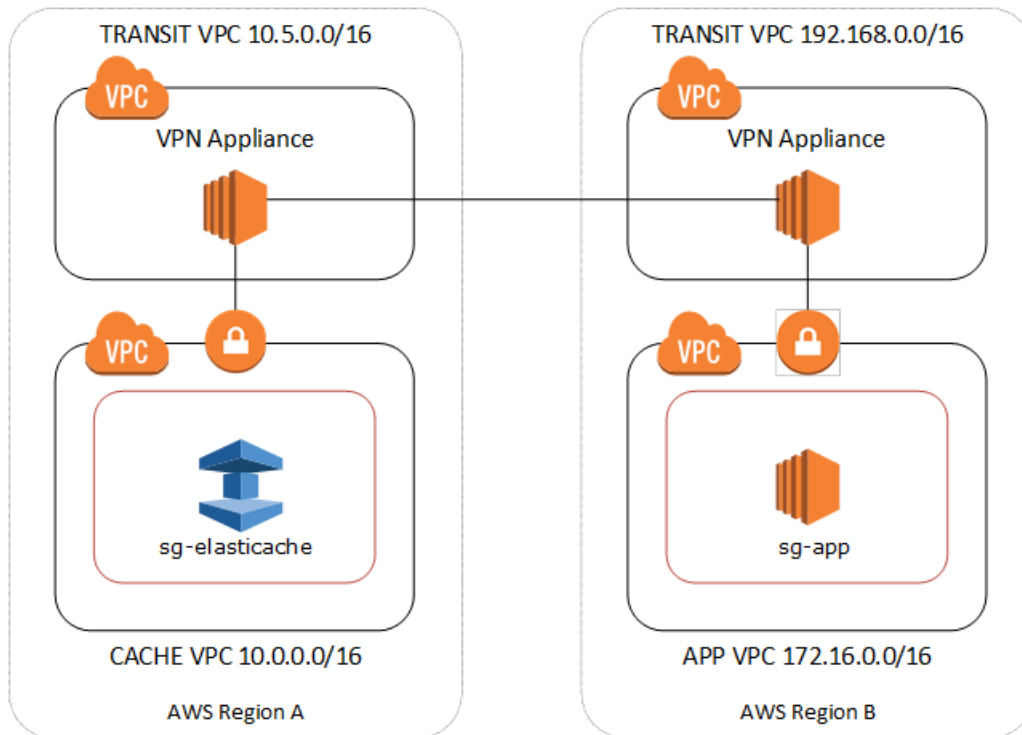 TRANSIT VPC 10.5.0.0/16
VPC
VPN Appliance
VPC
sg-elasticache
CACHE VPC 10.0.0.0/16
AWS Region A
TRANSIT VPC 192.168.0.0/16
VPC
VPN Appliance
VPC
sg-app
APP VPC 172.16.0.0/16
AWS Region B